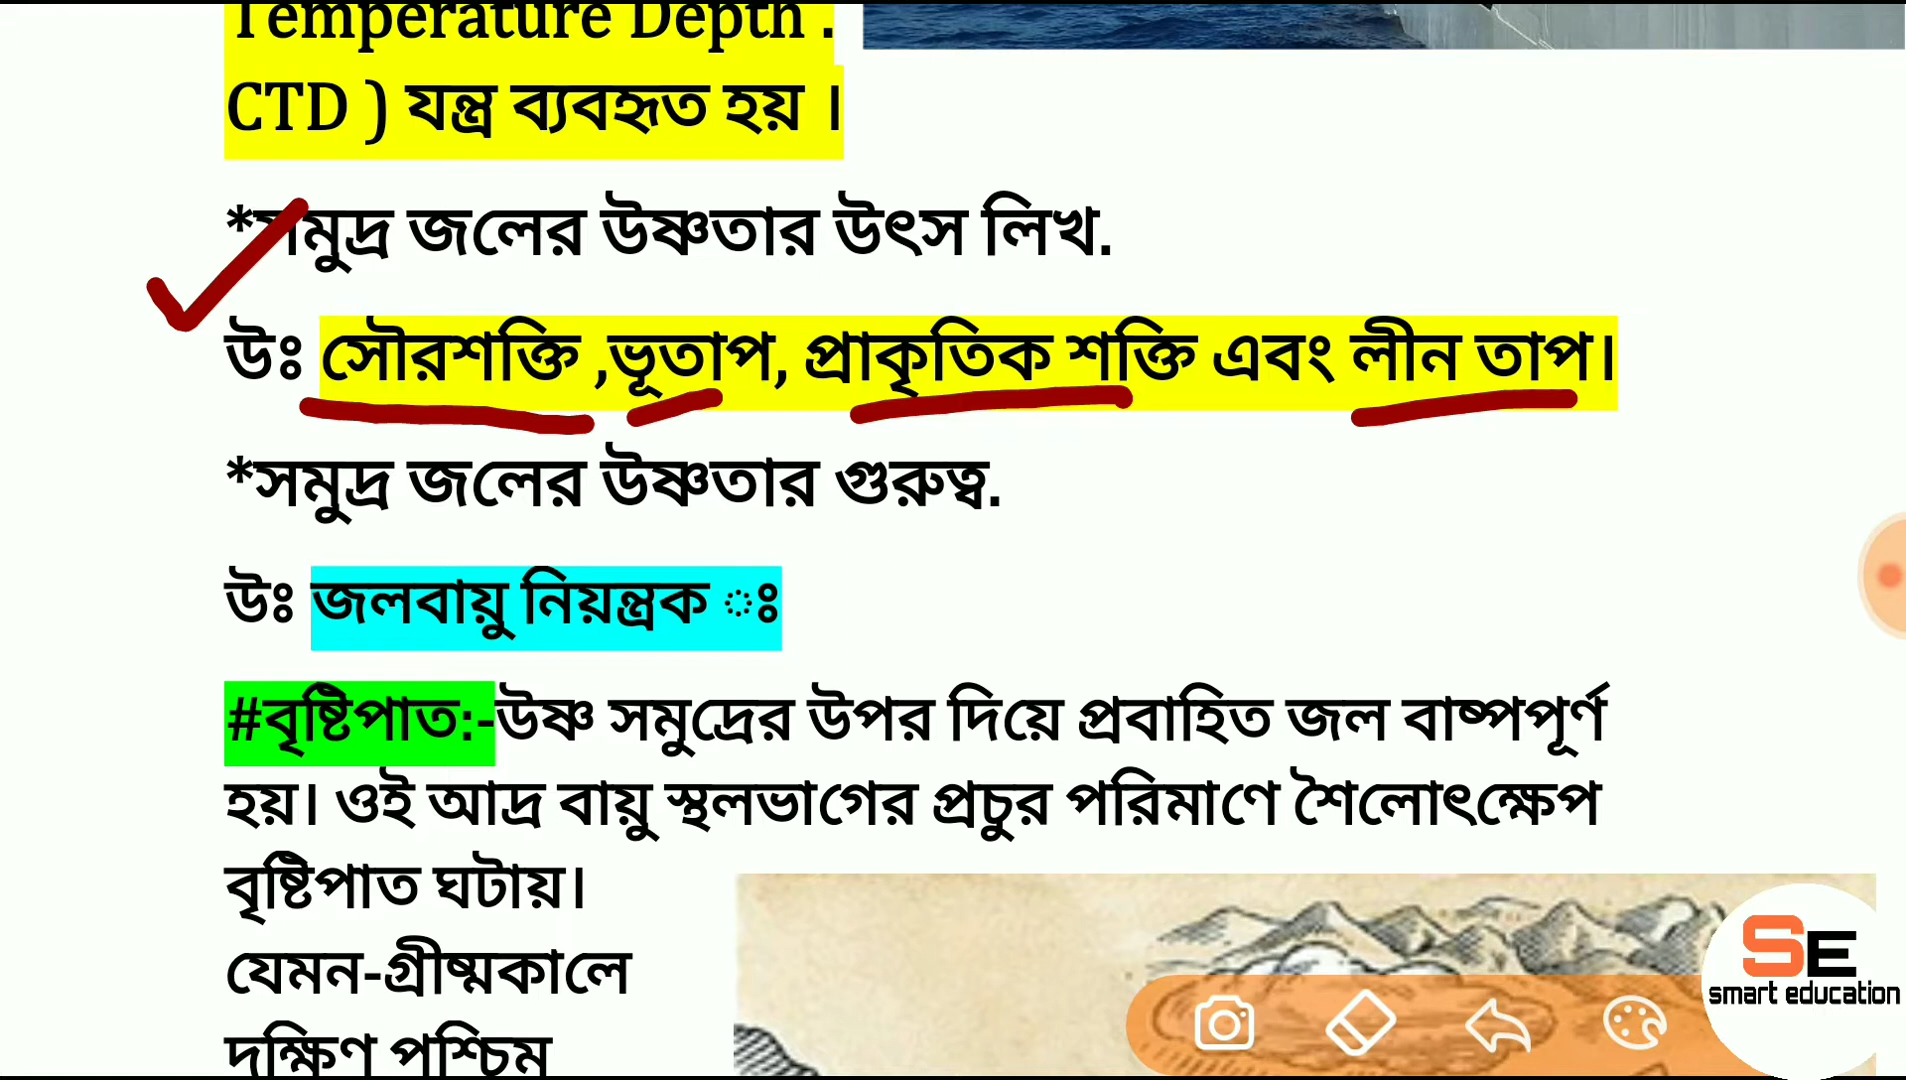 Temperature Depth .
CTD ) যন্ত্র ব্যবহৃত হয় ।
*সমুদ্র জলের উষ্ণতার উৎস লিখ.
উঃ সৌরশক্তি ,ভূতাপ, প্রাকৃতিক শক্তি এবং লীন তাপ।
*সমুদ্র জলের উষ্ণতার গুরুত্ব.
উঃ জলবায়ু নিয়ন্ত্রক ঃ
#বৃষ্টিপাত:-উষ্ণ সমুদ্রের উপর দিয়ে প্রবাহিত জল বাষ্পপূর্ণ
হয়। ওই আদ্র বায়ু স্থলভাগের প্রচুর পরিমাণে শৈলোৎক্ষেপ
বৃষ্টিপাত ঘটায়।
যেমন-গ্রীষ্মকালে
দক্ষিণ পশ্চিম
SE
smart education